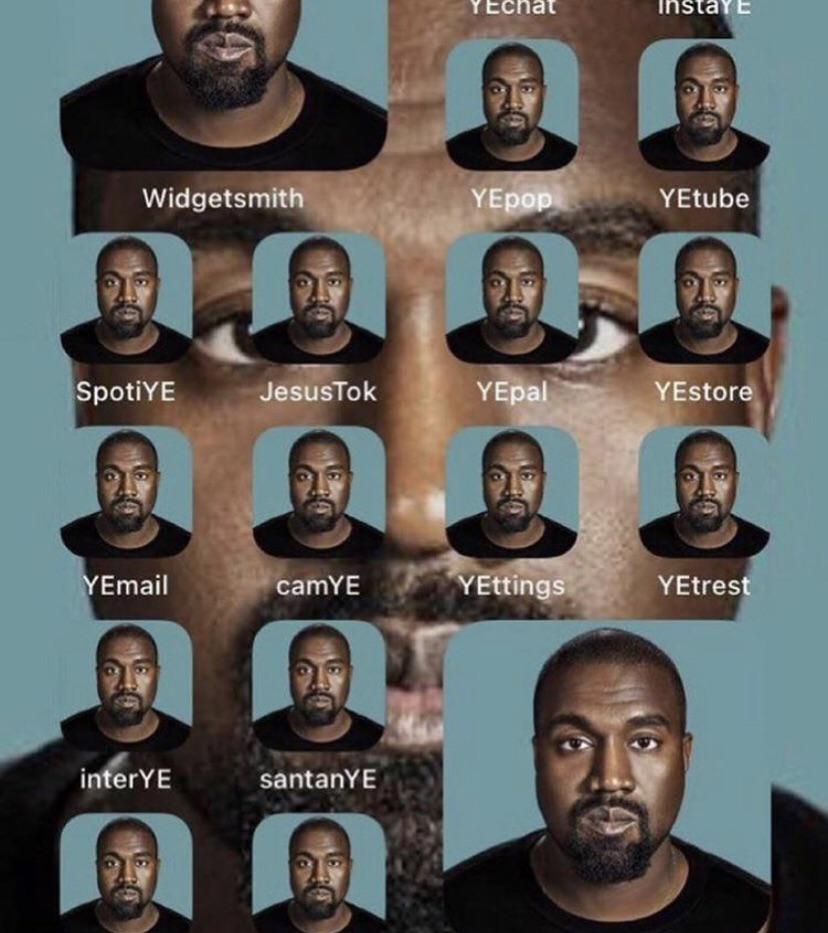 YEchat InstaYE
Widgetsmith YEpop YEtube
SpotiYE JesusTok YEpal YEstore
YEmail camYE YEttings YEtrest
interYE santanYE